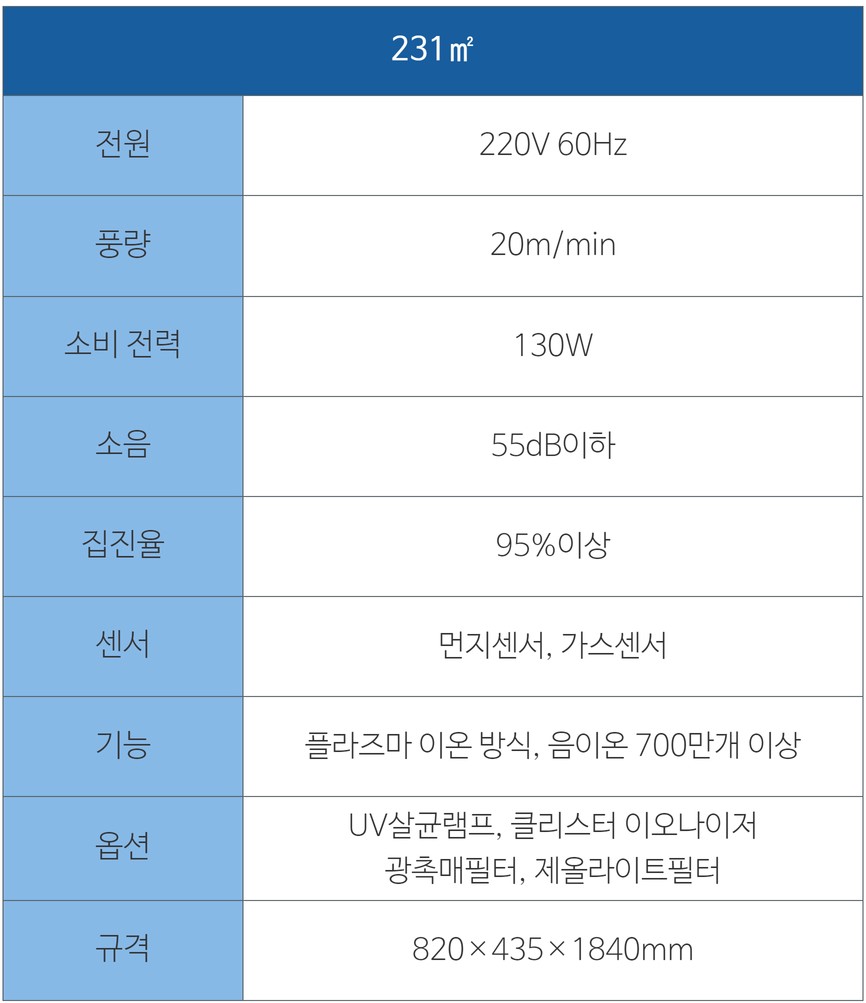 231㎡
전원
220V 60Hz
풍량
20m/min
소비 전력
130W
소음
55dB이하
집진율
95%이상
센서
먼지센서, 가스센서
기능
플라즈마 이온 방식, 음이온 700만개 이상
옵션
UV살균램프, 클리스터 이오나이저
광촉매필터, 제올라이트필터
규격
820×435×1840mm